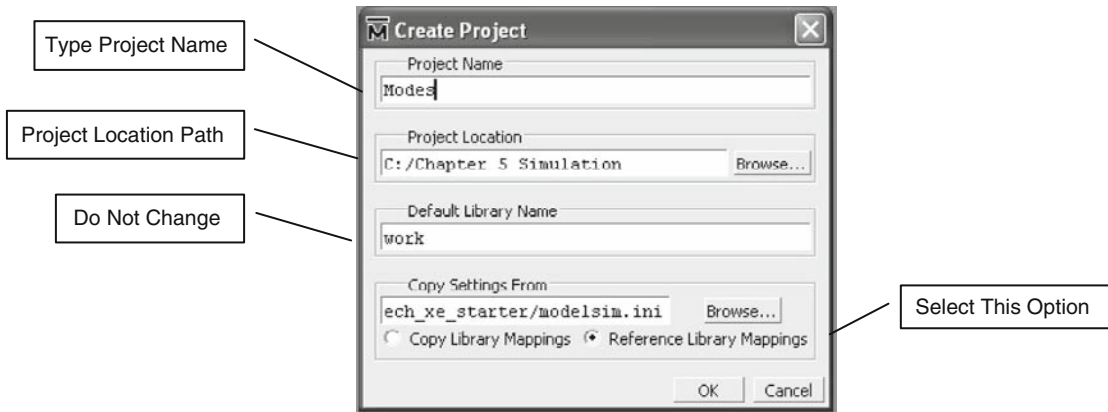 Create Project
Type Project Name
Project Name
Modes
Project Location Path
Project Location
C:/Chapter 5 Simulation
Browse...
Do Not Change
Default Library Name
work
Copy Settings From
ech_xe_starter/modelsim.ini
Browse...
Select This Option
Copy Library Mappings
Reference Library Mappings
OK
Cancel